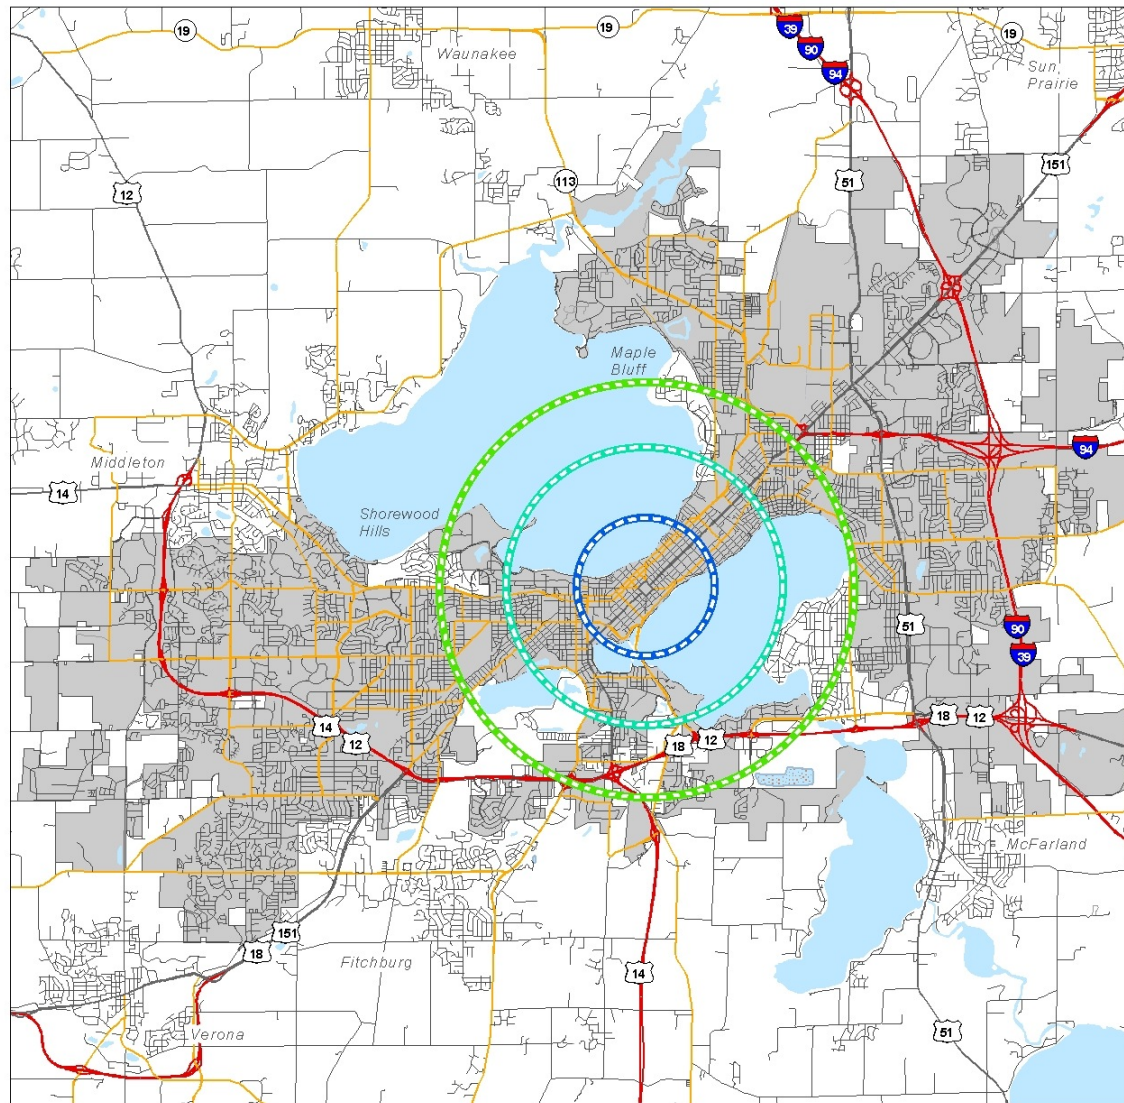 19
19
39
19
Waunakee
90
Sun
Prairie
94
151
113
51
12
Maple
Bluff
Middleton
94
14
Shorewood
Hills
51
90
39
14
18
12
12
18
12
McFarland
151
18
Fitchburg
14
Verona
51